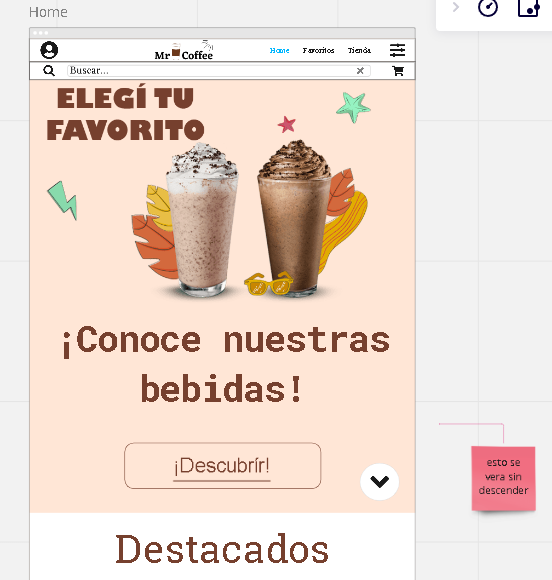 Home
Mr Coffee
Home Favoritos Tienda
Buscar...
ELEGÍ TU
FAVORITO
¡Conoce nuestras
bebidas!
¡Descubrír!
esto se
vera sin
descender
Destacados